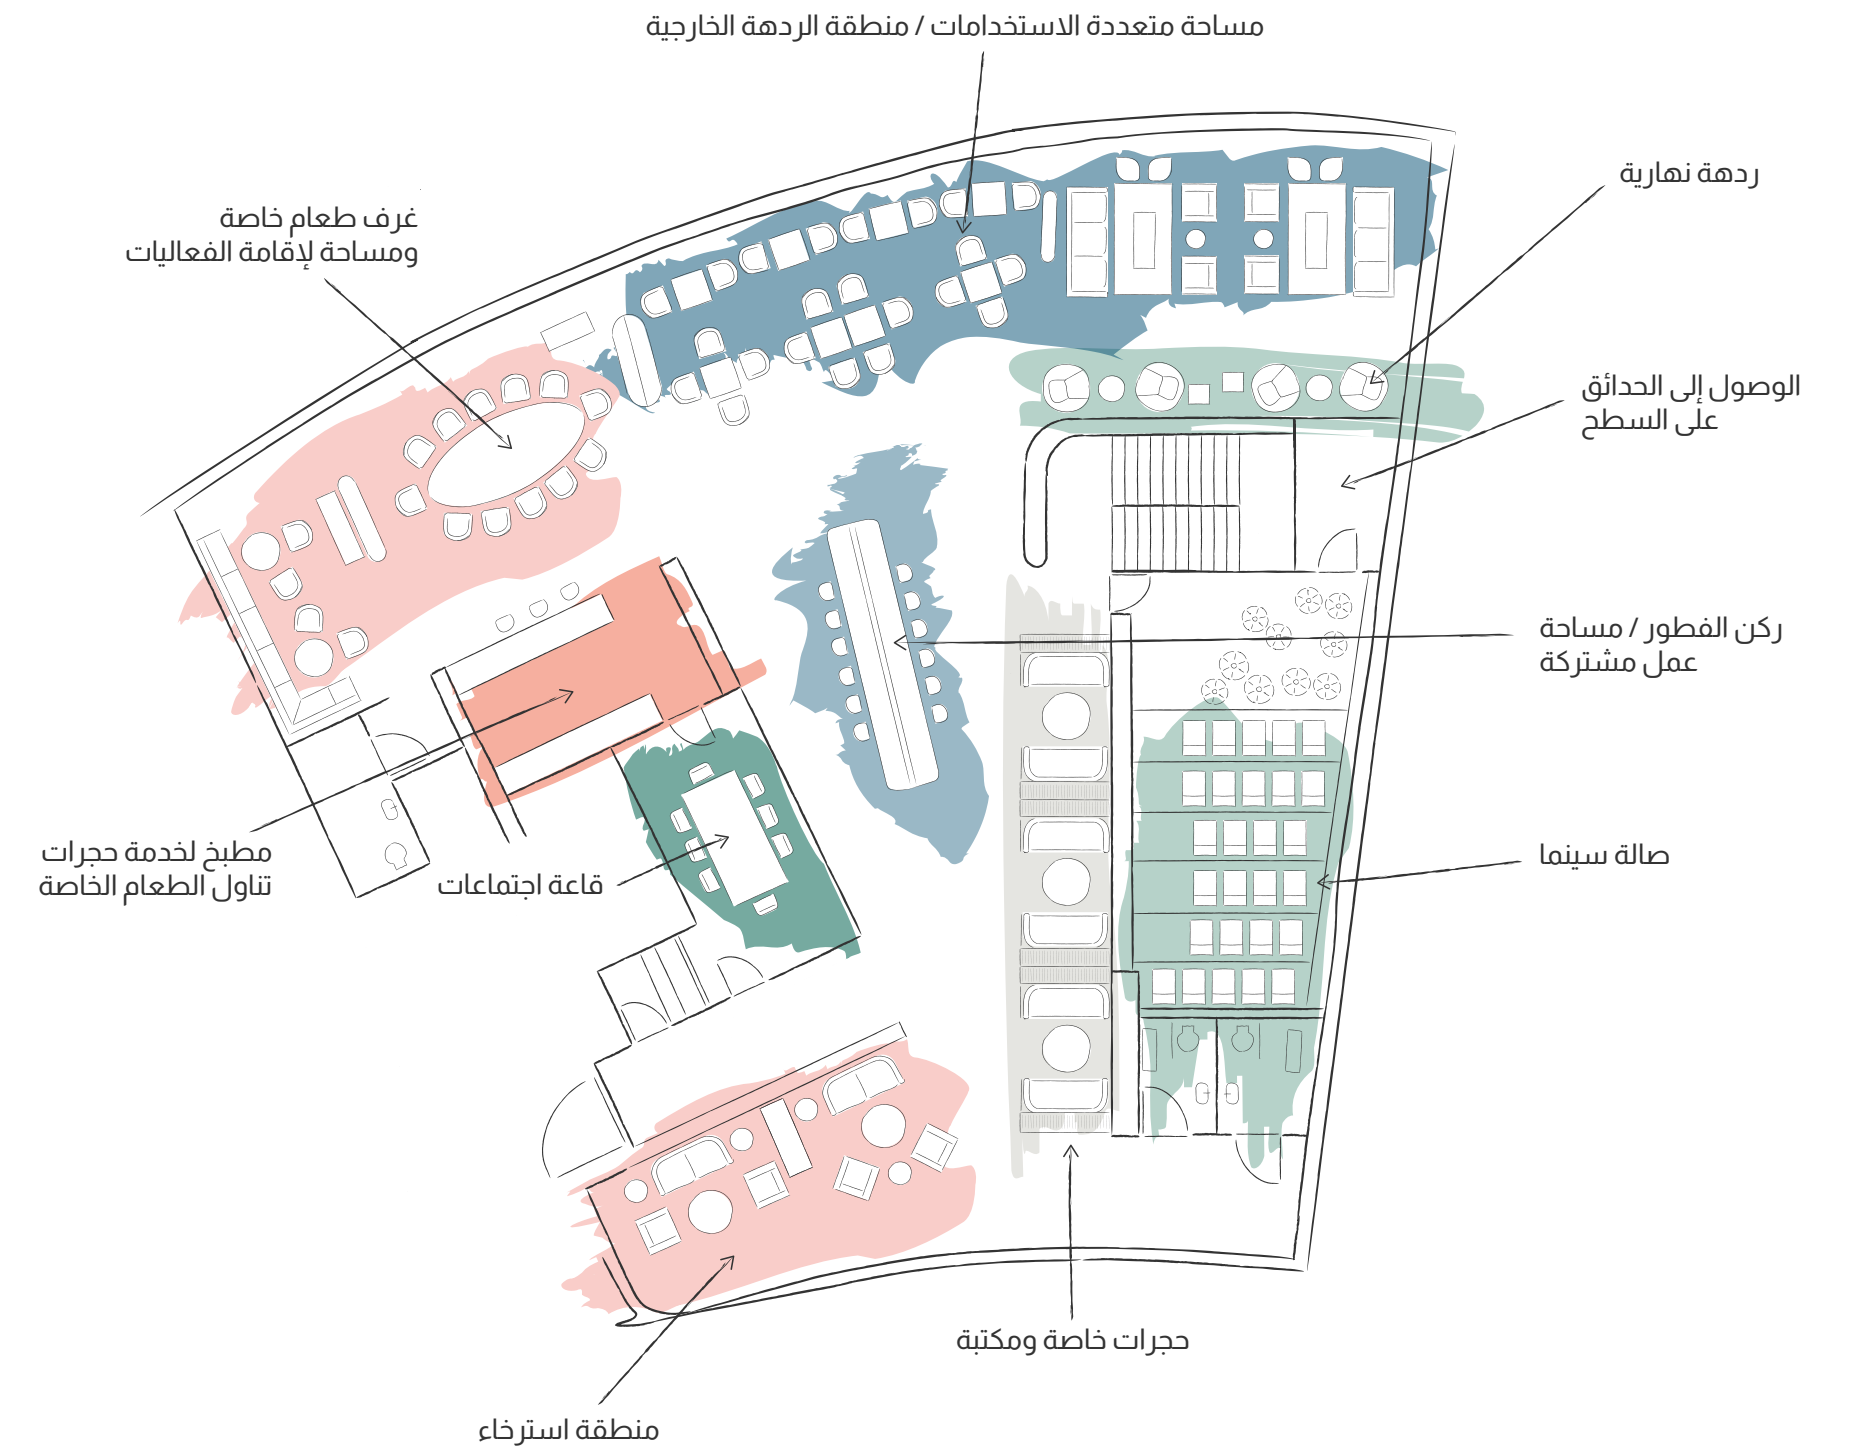 مساحة متعددة الاستخدامات / منطقة الردهة الخارجية
ردهة نهارية
غرف طعام خاصة
ومساحة لإقامة الفعاليات
الوصول إلى الحدائق
على السطح
ركن الفطور / مساحة
عمل مشتركة
صالة سينما
مطبخ لخدمة حجرات
تناول الطعام الخاصة
قاعة اجتماعات
حجرات خاصة ومكتبة
منطقة استرخاء